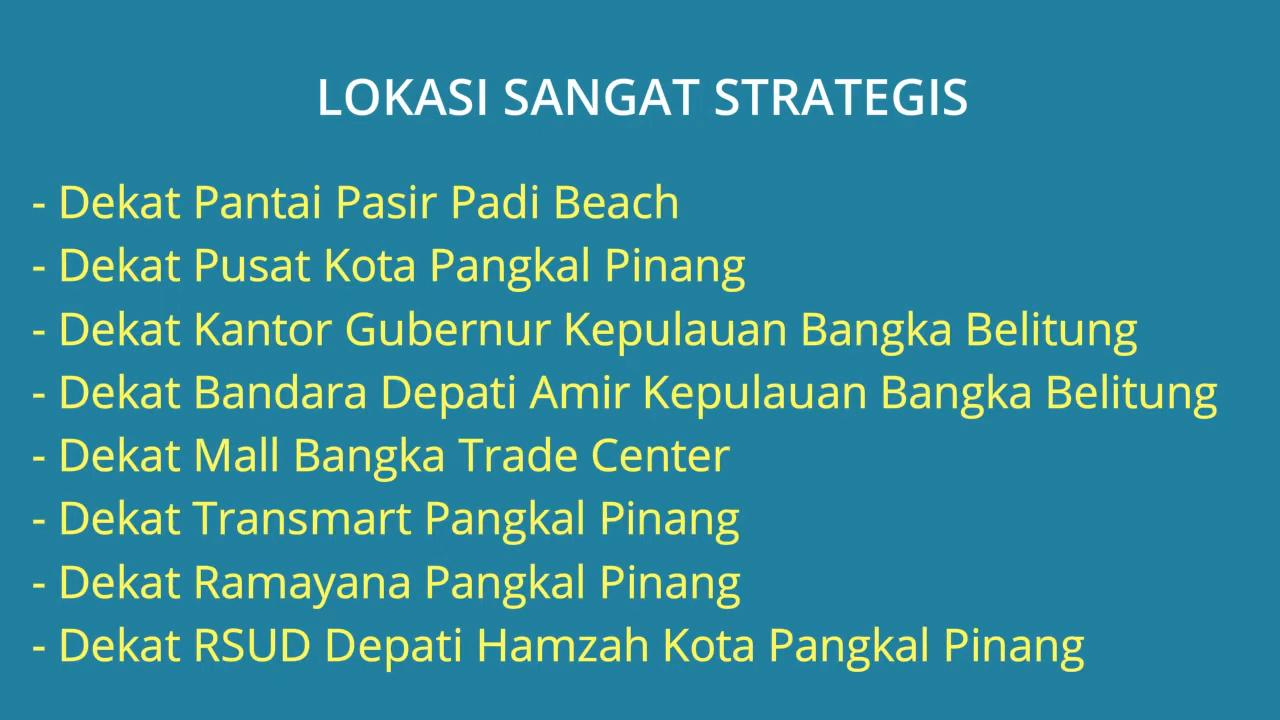 LOKASI SANGAT STRATEGIS
- Dekat Pantai Pasir Padi Beach
- Dekat Pusat Kota Pangkal Pinang
- Dekat Kantor Gubernur Kepulauan Bangka Belitung
- Dekat Bandara Depati Amir Kepulauan Bangka Belitung
- Dekat Mall Bangka Trade Center
- Dekat Transmart Pangkal Pinang
- Dekat Ramayana Pangkal Pinang
- Dekat RSUD Depati Hamzah Kota Pangkal Pinang